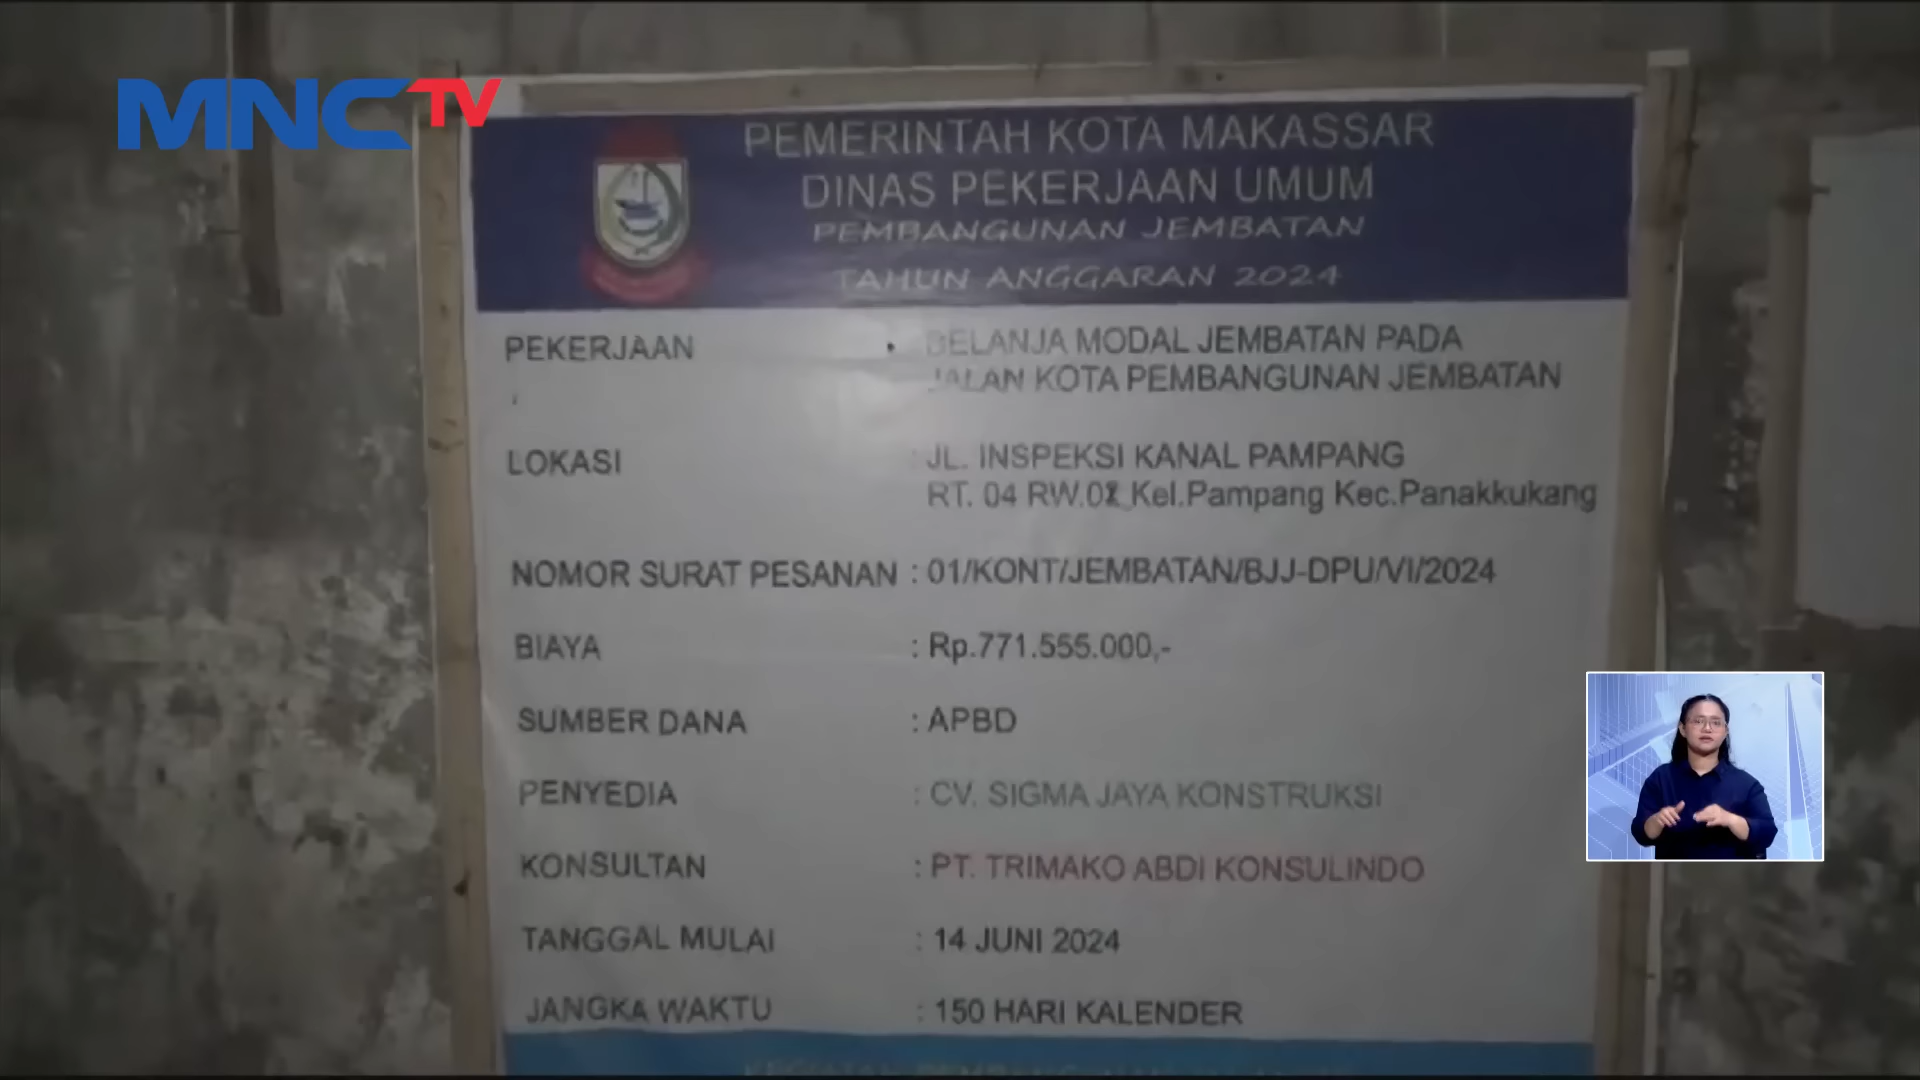 MNCTV
PEMERINTAH KOTA MAKASSAR
DINAS PEKERJAAN UMUM
PEMBANGUNAN JEMBATAN
TAHUN ANGGARAN 2024
PEKERJAAN : BELANJA MODAL JEMBATAN PADA
JALAN KOTA PEMBANGUNAN JEMBATAN
LOKASI : JL. INSPEKSI KANAL PAMPANG
RT. 04 RW. Kel.Pampang Kec.Panakkukang
NOMOR SURAT PESANAN : 01/KONT/JEMBATAN/BJJ-DPU/VI/2024
BIAYA : Rp.771.555.000,-
SUMBER DANA : APBD
PENYEDIA : CV. SIGMA JAYA KONSTRUKSI
KONSULTAN : PT. TRIMAKO ABDI KONSULINDO
TANGGAL MULAI : 14 JUNI 2024
JANGKA WAKTU : 150 HARI KALENDER